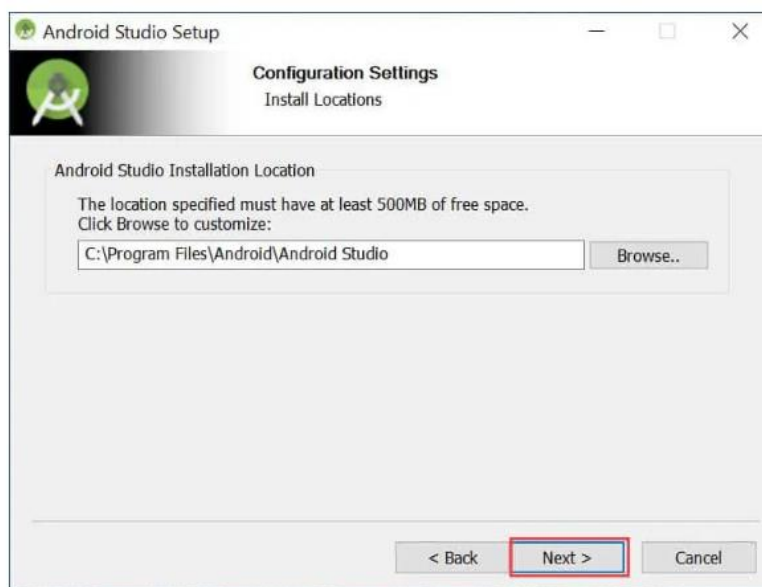 Android Studio Setup
Configuration Settings
Install Locations
Android Studio Installation Location
The location specified must have at least 500MB of free space.
Click Browse to customize:
C:\Program Files\Android\Android Studio
Browse..
< Back
Next >
Cancel